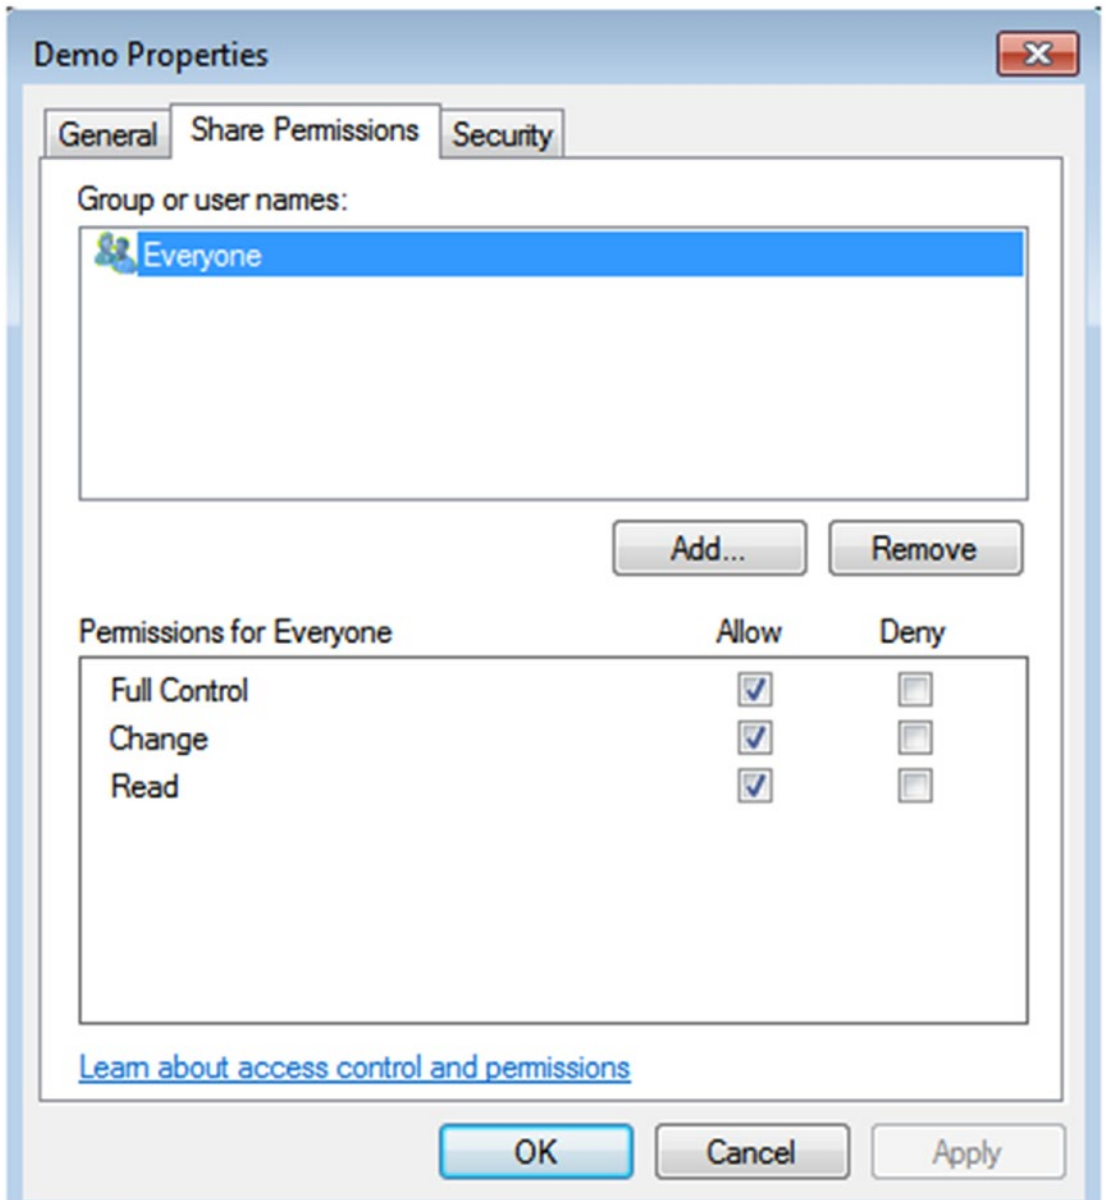 Demo Properties
General Share Permissions Security
Group or user names:
Everyone
Add... Remove
Permissions for Everyone Allow Deny
Full Control
Change
Read
Learn about access control and permissions
OK Cancel Apply